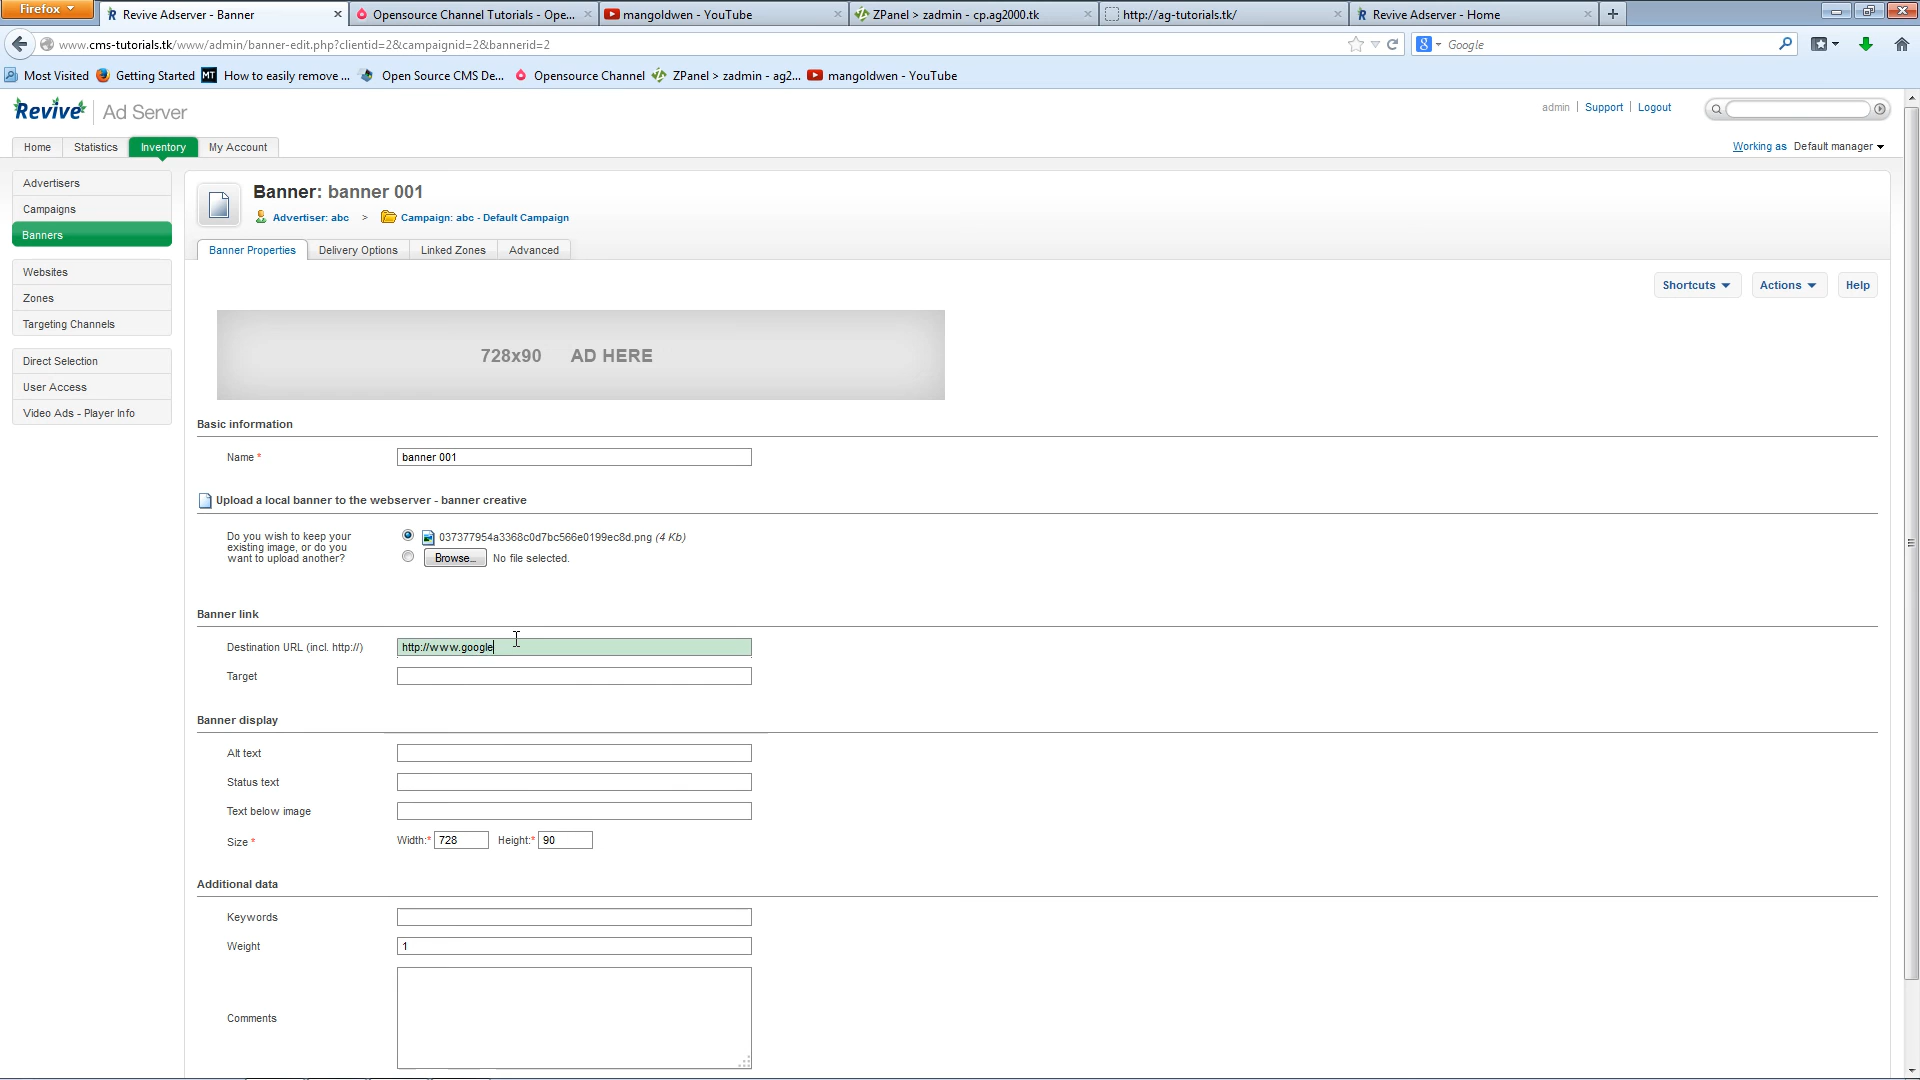 Firefox
Revive Adserver - Banner
Opensource Channel Tutorials - Ope...
mangoldwen - YouTube
ZPanel > zadmin - cp.ag2000.tk
http://ag-tutorials.tk/
Revive Adserver - Home
www.cms-tutorials.tk/www/admin/banner-edit.php?clientid=2&campaignid=2&bannerid=2
Google
Most Visited
Getting Started
MT
How to easily remove ...
Open Source CMS De...
Opensource Channel
ZPanel > zadmin - ag2...
mangoldwen - YouTube
Revive Ad Server
admin | Support | Logout
Home
Statistics
Inventory
My Account
Working as Default manager
Advertisers
Campaigns
Banners
Websites
Zones
Targeting Channels
Direct Selection
User Access
Video Ads - Player Info
Banner: banner 001
Advertiser: abc > Campaign: abc - Default Campaign
Banner Properties
Delivery Options
Linked Zones
Advanced
Shortcuts
Actions
Help
728x90 AD HERE
Basic information
Name *
banner 001
Upload a local banner to the webserver - banner creative
Do you wish to keep your
existing image, or do you
want to upload another?
037377954a3368c0d7bc566e0199ec8d.png (4 Kb)
Browse... No file selected.
Banner link
Destination URL (incl. http://)
http://www.google
Target
Banner display
Alt text
Status text
Text below image
Size *
Width:* 728 Height:* 90
Additional data
Keywords
Weight
1
Comments